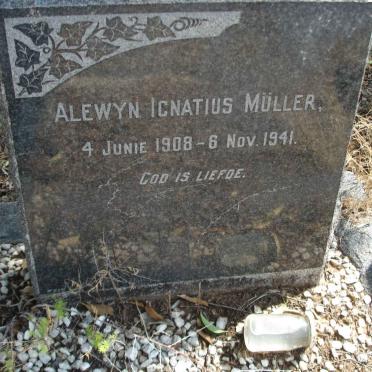 ALEWYN IGNATIUS MÜLLER,
4 JUNIE 1908 - 6 NOV. 1941.
GOD IS LIEFDE.